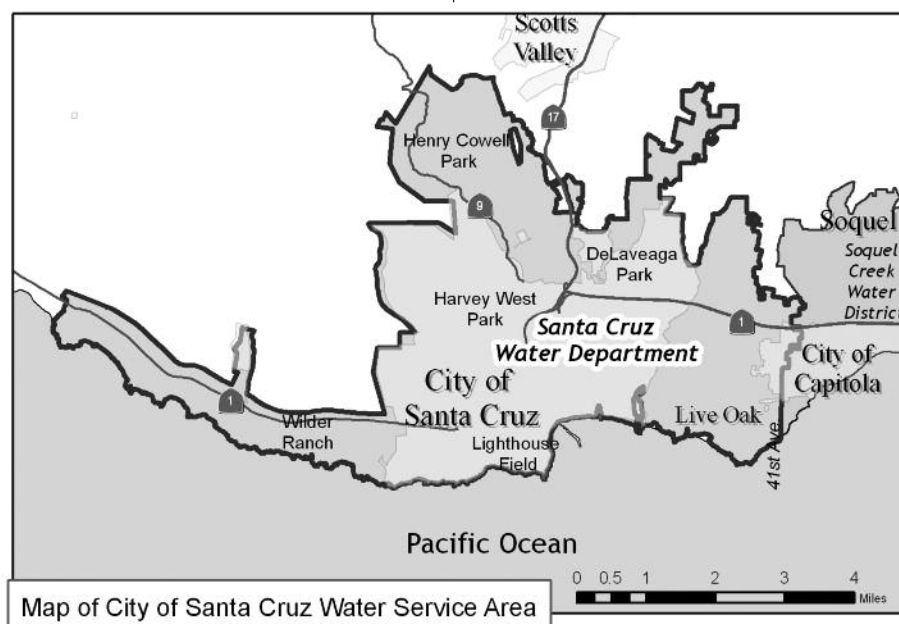 Scotts
Valley
17
Henry Cowell
Park
9
Soquel
DeLaveaga
Park
Soquel
Creek
Water
District
Harvey West
Park
Santa Cruz
Water Department
1
City of
Capitola
City of
Santa Cruz
1
Wilder
Ranch
Live Oak
Lighthouse
Field
41st Ave.
Pacific Ocean
0 0.5 1 2 3 4
Miles
Map of City of Santa Cruz Water Service Area